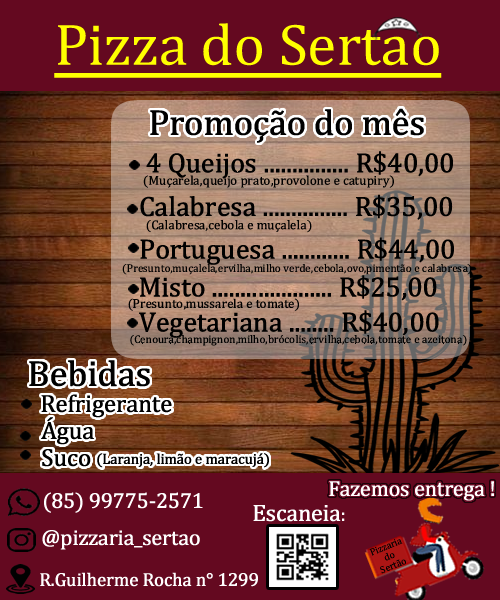 Pizza do Sertão
Promoção do mês
• 4 Queijos ............... R$40,00
(Muçarela,queijo prato,provolone e catupiry)
•Calabresa ................ R$35,00
(Calabresa,cebola e muçalela)
•Portuguesa ............ R$44,00
(Presunto,muçalela,ervilha,milho verde,cebola,ovo,pimentão e calabresa)
•Misto ..................... R$25,00
(Presunto,mussarela e tomate)
•Vegetariana ........ R$40,00
(Cenoura,champignon,milho,brócolis,ervilha,cebola,tomate e azeitona)
Bebidas
• Refrigerante
• Água
• Suco (Laranja, limão e maracujá)
Fazemos entrega !
(85) 99775-2571
Escaneia:
@pizzaria_sertao
Pizzaria
do
Sertão
R.Guilherme Rocha n° 1299